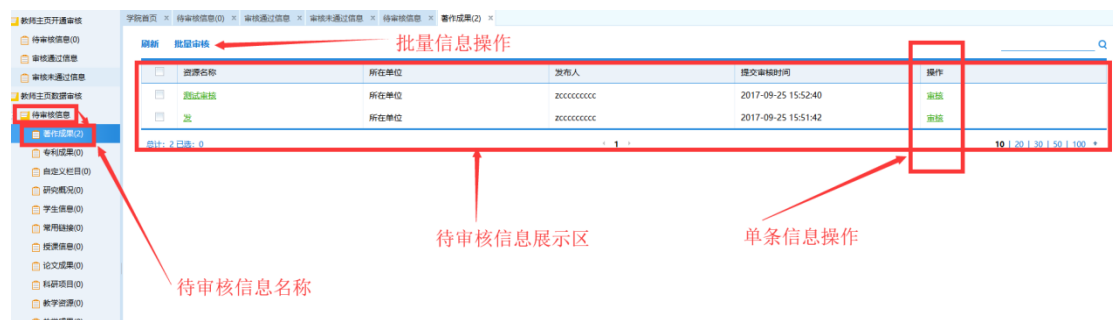 教师主页开通审核
待审核信息(0)
审核通过信息
审核未通过信息
教师主页数据审核
待审核信息
著作成果(2)
专利成果(0)
自定义栏目(0)
研究概况(0)
学生信息(0)
常用链接(0)
授课信息(0)
论文成果(0)
科研项目(0)
教学资源(0)
学院首页 × 待审核信息(0) × 审核通过信息 × 审核未通过信息 × 待审核信息 × 著作成果(2) ×
刷新 批量审核 批量信息操作
资源名称 所在单位 发布人 提交审核时间 操作
测试审核 所在单位 zcccccccccc 2017-09-25 15:52:40 审核
发 所在单位 zcccccccccc 2017-09-25 15:51:42 审核
总计：2 已选：0 ‹ 1 › 10 | 20 | 30 | 50 | 100
待审核信息展示区 单条信息操作
待审核信息名称